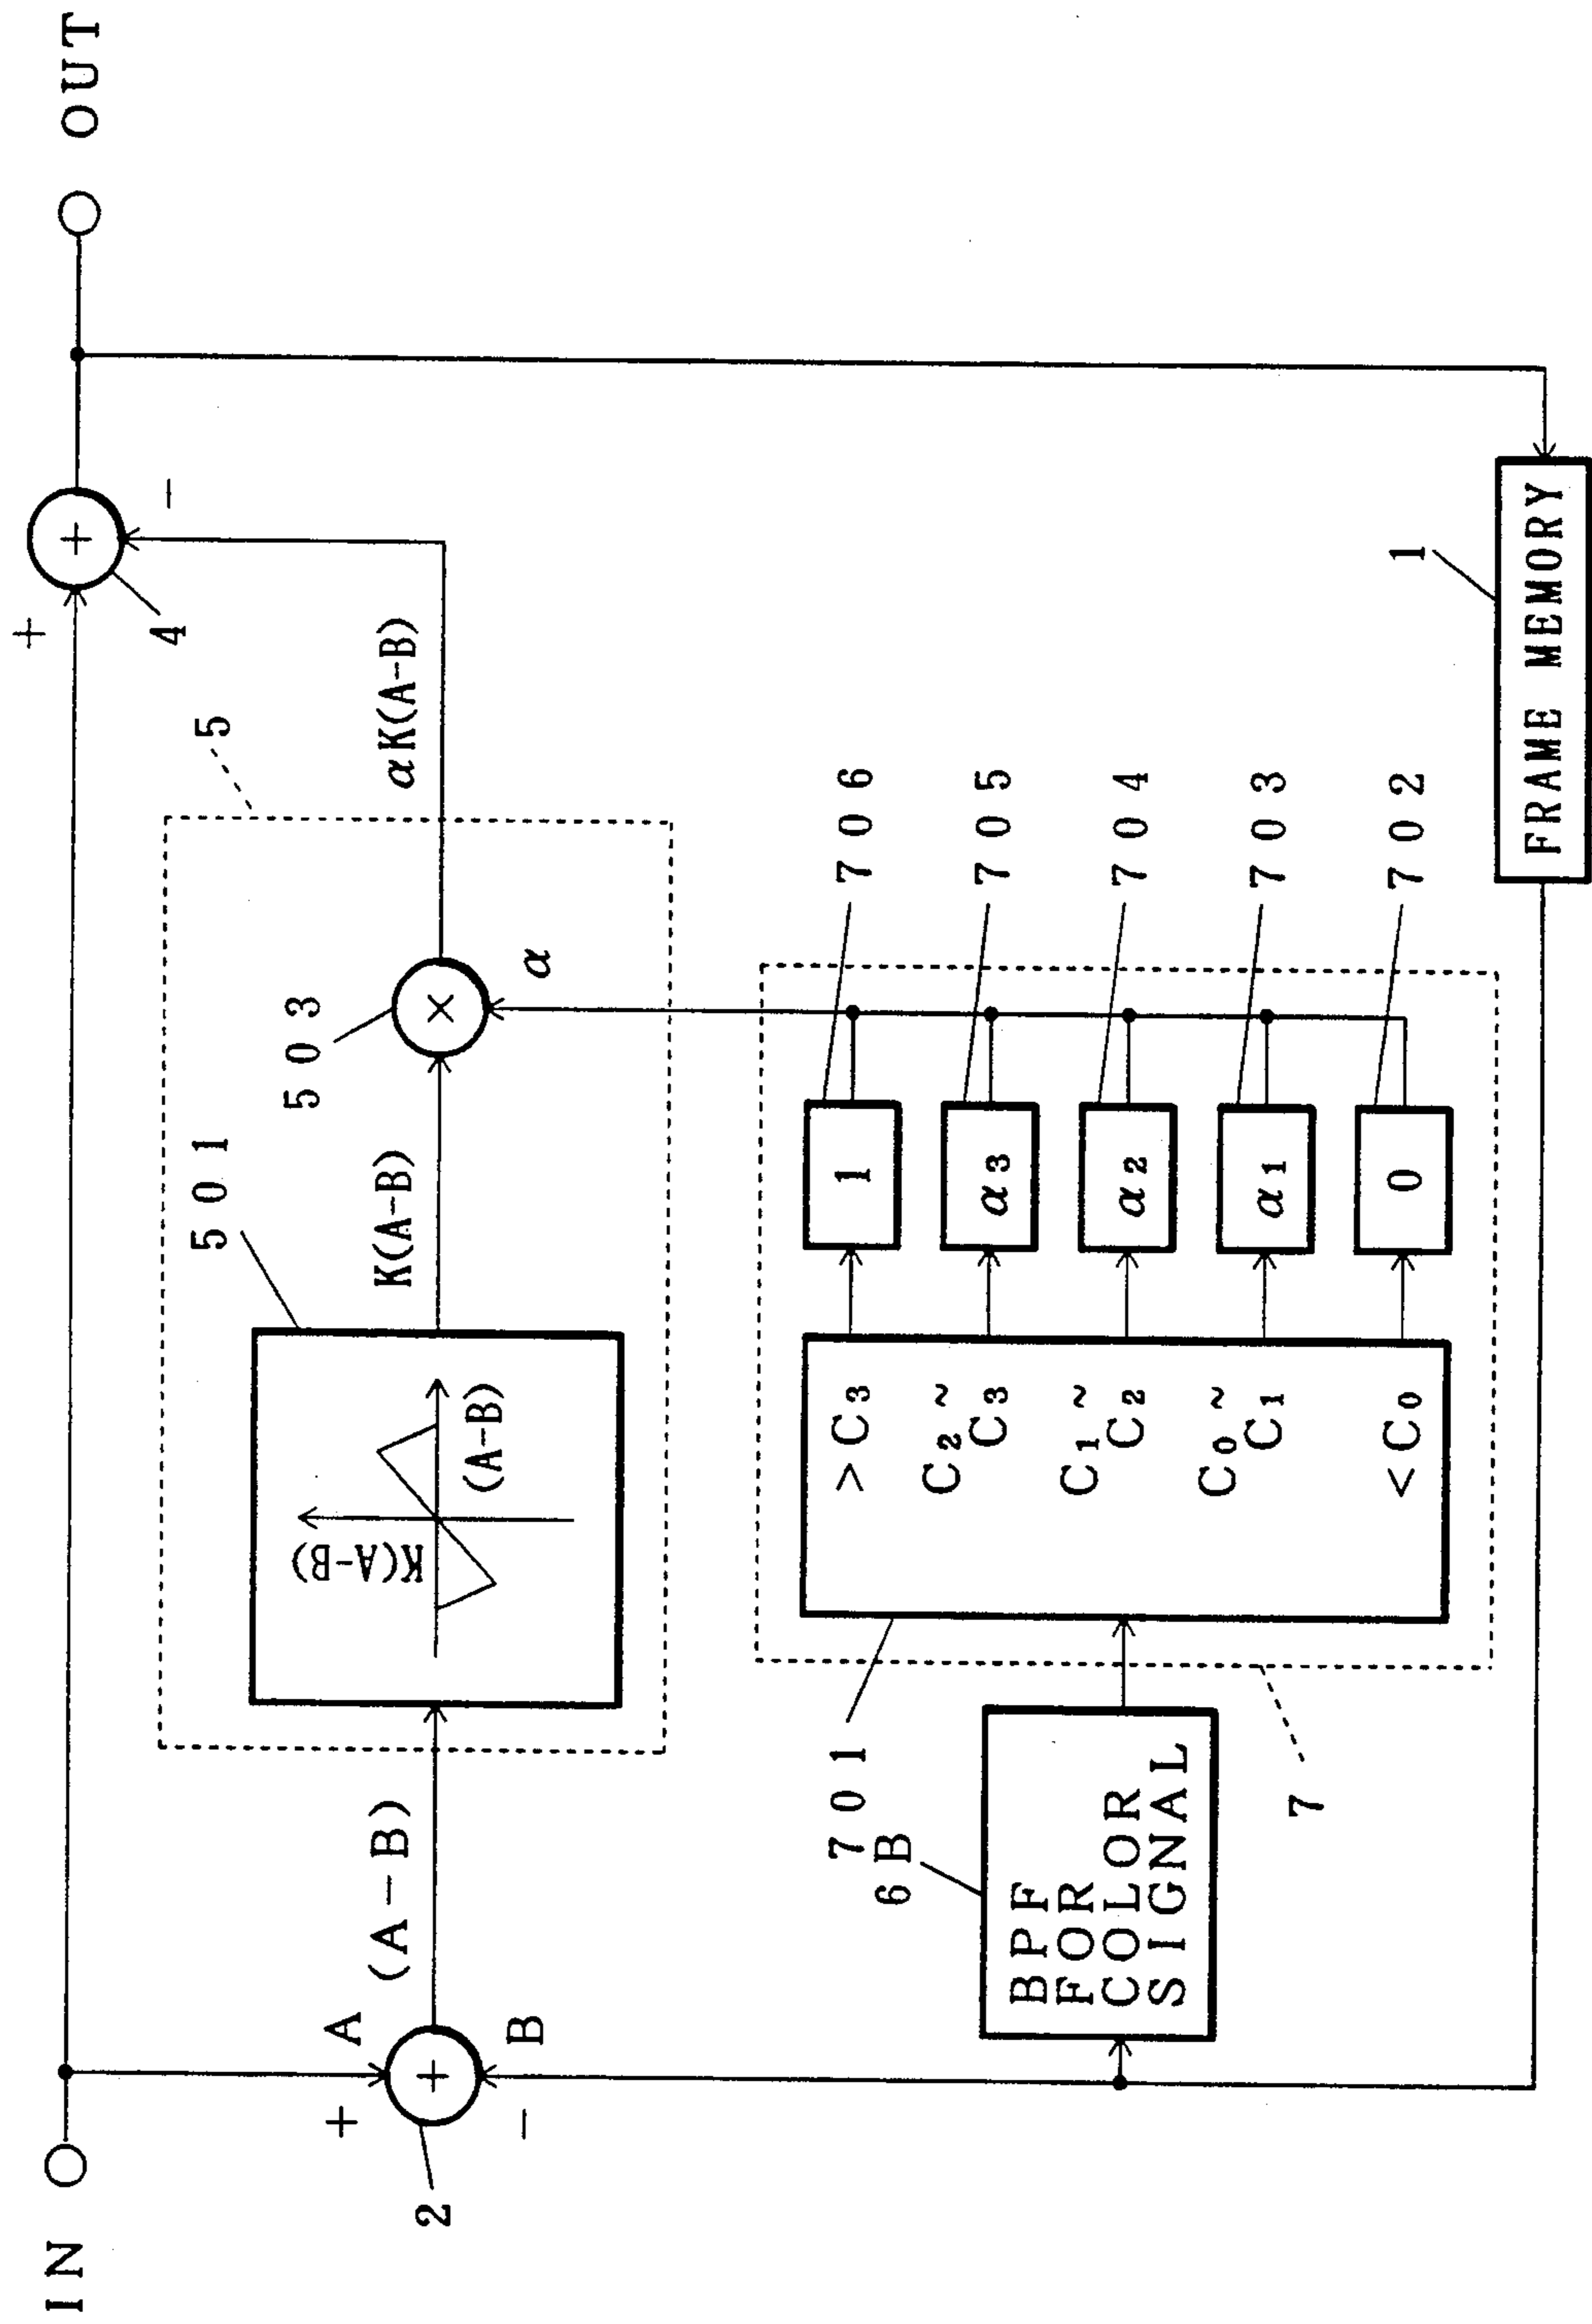 IN
OUT
+
+
-
4
5
501
503
(A-B)
K(A-B)
(A-B)
K(A-B)
×
αK(A-B)
α
A
+
+
B
-
2
701
6B
BPF
FOR
COLOR
SIGNAL
7
>C3
C2~
C3
C1~
C2
C0~
C1
<C0
1
α3
α2
α1
0
706
705
704
703
702
1
FRAME MEMORY